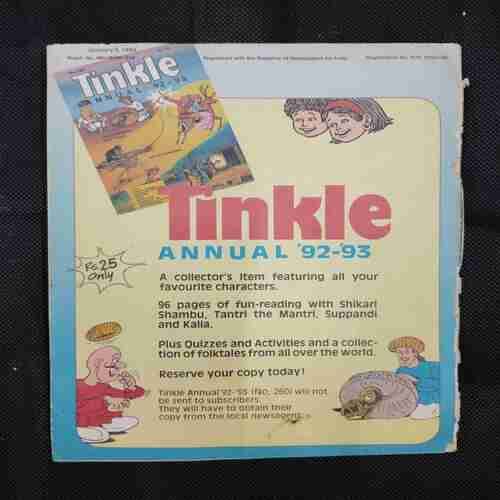 January
Tinkle
ANNUAL '92-'93
Registered with the Registrar of Newspapers for India
Tinkle
ANNUAL '92-'93
Rs.25
Only
A collector's item featuring all your
favourite characters.
96 pages of fun-reading with Shikari
Shambu, Tantri the Mantri, Suppandi
and Kalia.
Plus Quizzes and Activities and a collec-
tion of folktales from all over the world.
Reserve your copy today!
Tinkle Annual '92-'93 (No. 260) will not
be sent to subscribers.
They will have to obtain their
copy from the local newsagent.